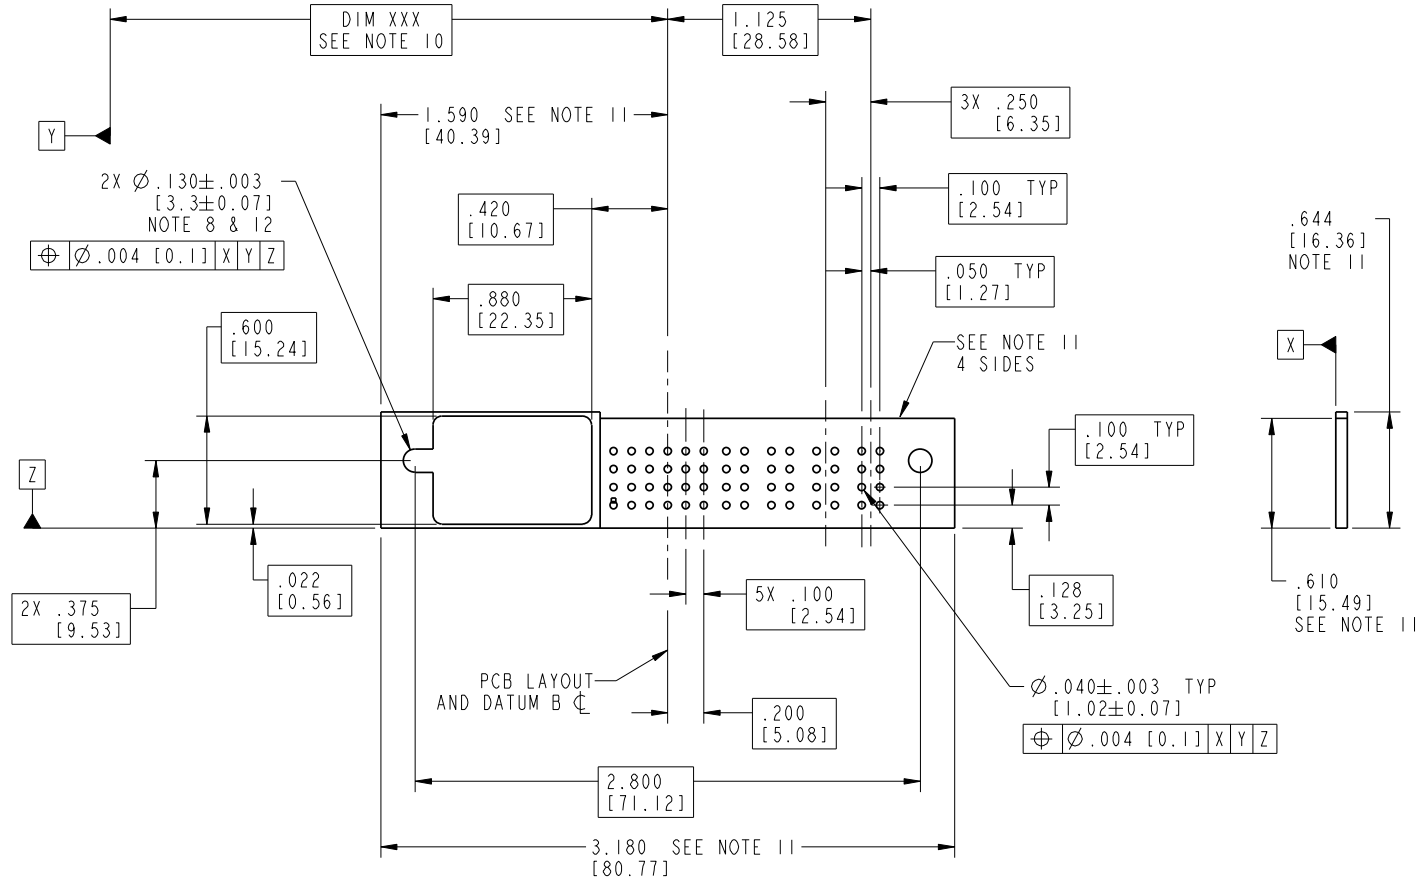 DIM XXX
SEE NOTE 10
1.125
[28.58]
1.590 SEE NOTE 11
[40.39]
3X .250
[6.35]
Y
2X Ø.130±.003
[3.3±0.07]
NOTE 8 & 12
⌖ Ø.004 [0.1] X Y Z
.420
[10.67]
.100 TYP
[2.54]
.644
[16.36]
NOTE 11
.050 TYP
[1.27]
.880
[22.35]
.600
[15.24]
SEE NOTE 11
4 SIDES
X
.100 TYP
[2.54]
Z
8
.022
[0.56]
2X .375
[9.53]
5X .100
[2.54]
.128
[3.25]
.610
[15.49]
SEE NOTE 11
PCB LAYOUT
AND DATUM B ℄
.200
[5.08]
Ø.040±.003 TYP
[1.02±0.07]
⌖ Ø.004 [0.1] X Y Z
2.800
[71.12]
3.180 SEE NOTE 11
[80.77]